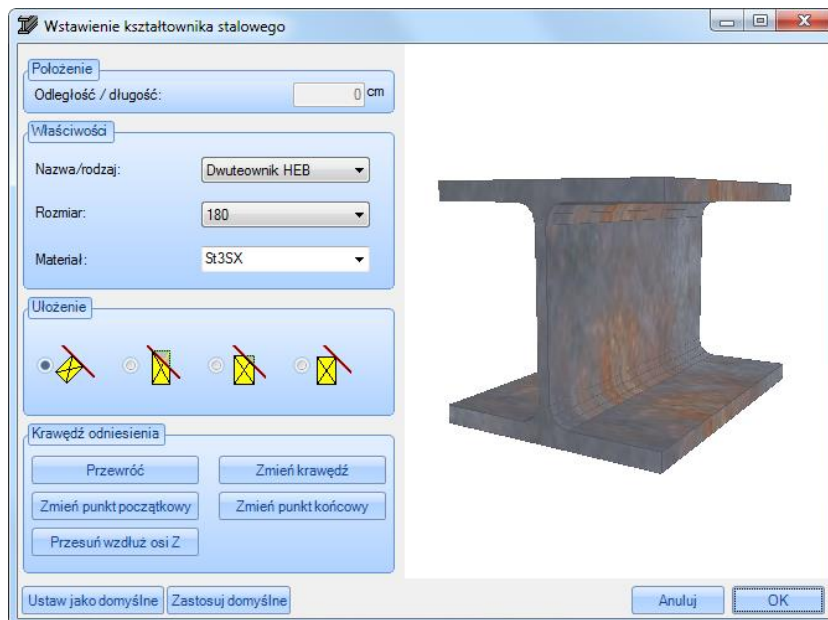 Wstawienie kształtownika stalowego
Położenie
Odległość / długość: 0 cm
Właściwości
Nazwa/rodzaj: Dwuteownik HEB
Rozmiar: 180
Materiał: St3SX
Ułożenie
Krawędź odniesienia
Przewróć Zmień krawędź
Zmień punkt początkowy Zmień punkt końcowy
Przesuń wzdłuż osi Z
Ustaw jako domyślne Zastosuj domyślne Anuluj OK